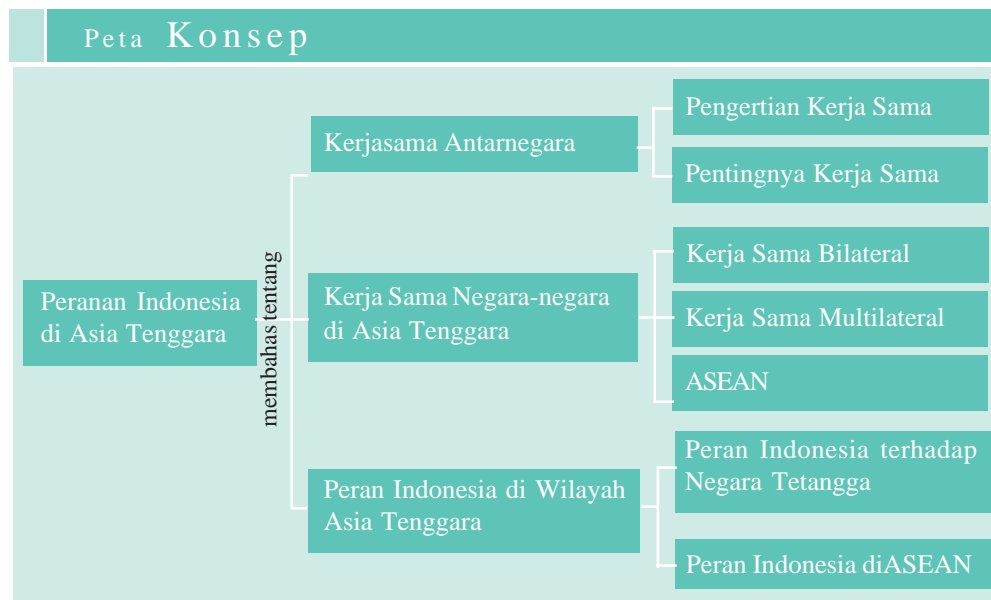 Peta Konsep
Peranan Indonesia
di Asia Tenggara
membahas tentang
Kerjasama Antarnegara
Pengertian Kerja Sama
Pentingnya Kerja Sama
Kerja Sama Negara-negara
di Asia Tenggara
Kerja Sama Bilateral
Kerja Sama Multilateral
ASEAN
Peran Indonesia di Wilayah
Asia Tenggara
Peran Indonesia terhadap
Negara Tetangga
Peran Indonesia diASEAN